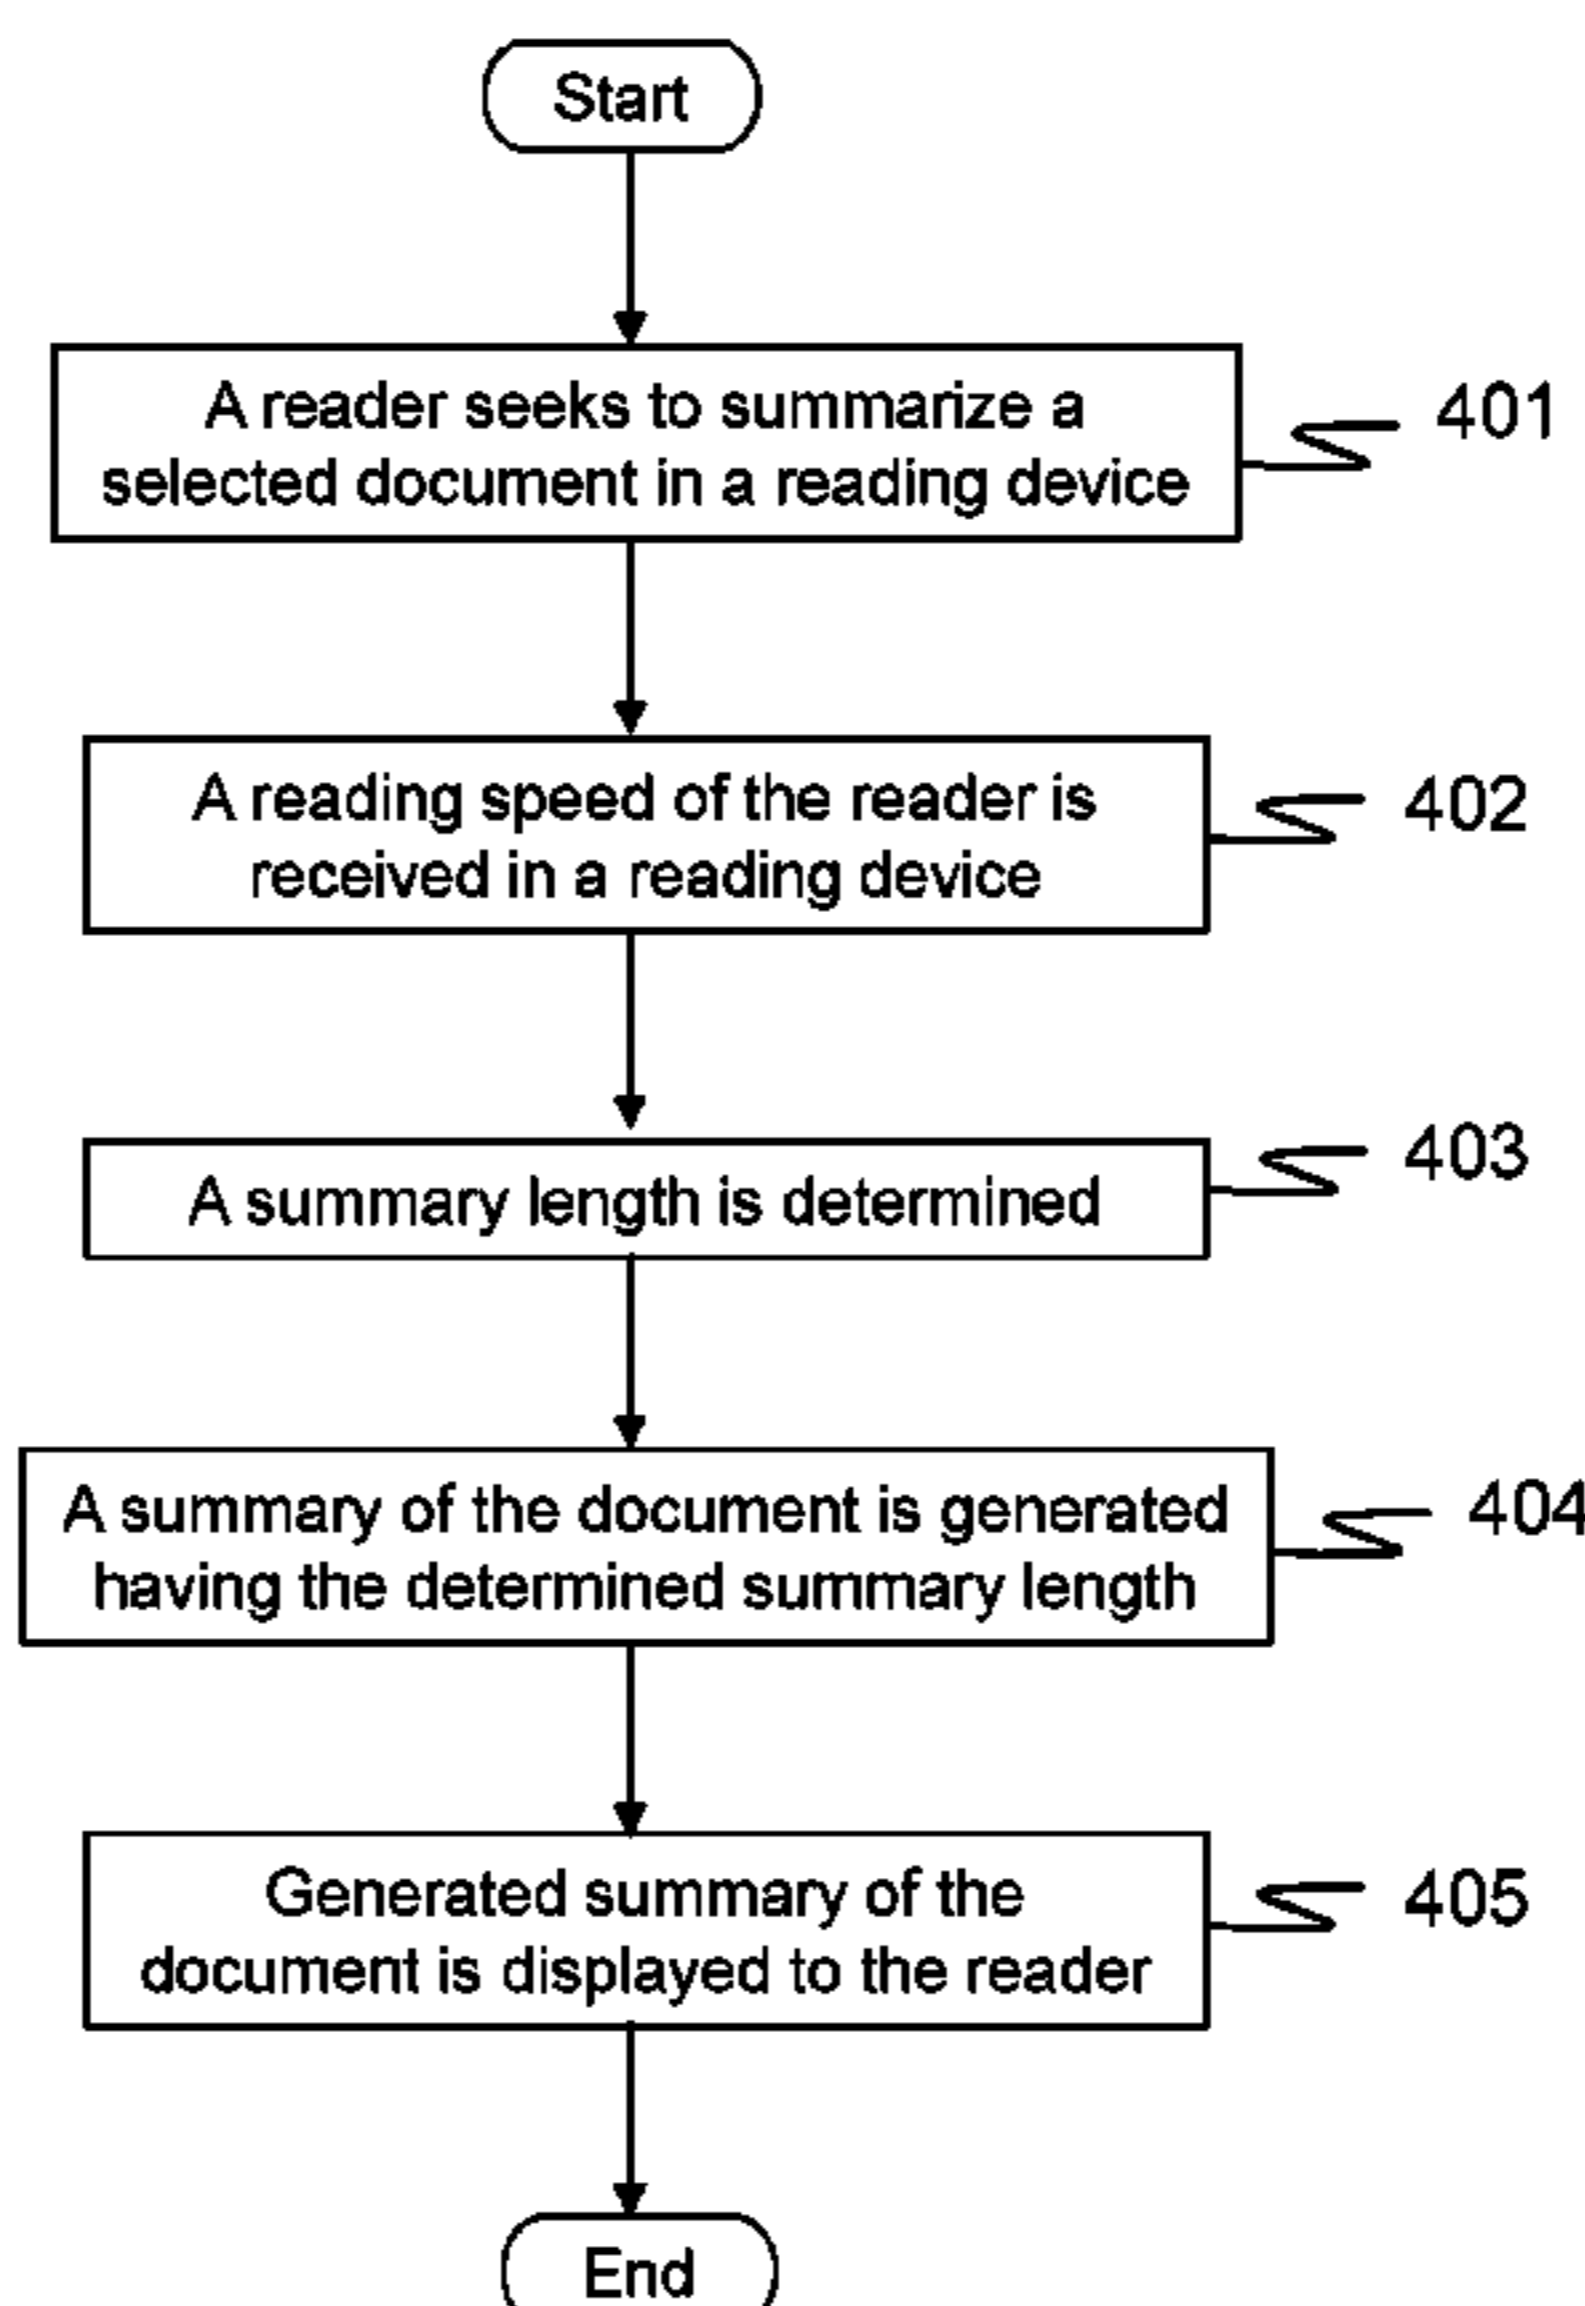 Start
A reader seeks to summarize a
selected document in a reading device
401
A reading speed of the reader is
received in a reading device
402
A summary length is determined
403
A summary of the document is generated
having the determined summary length
404
Generated summary of the
document is displayed to the reader
405
End